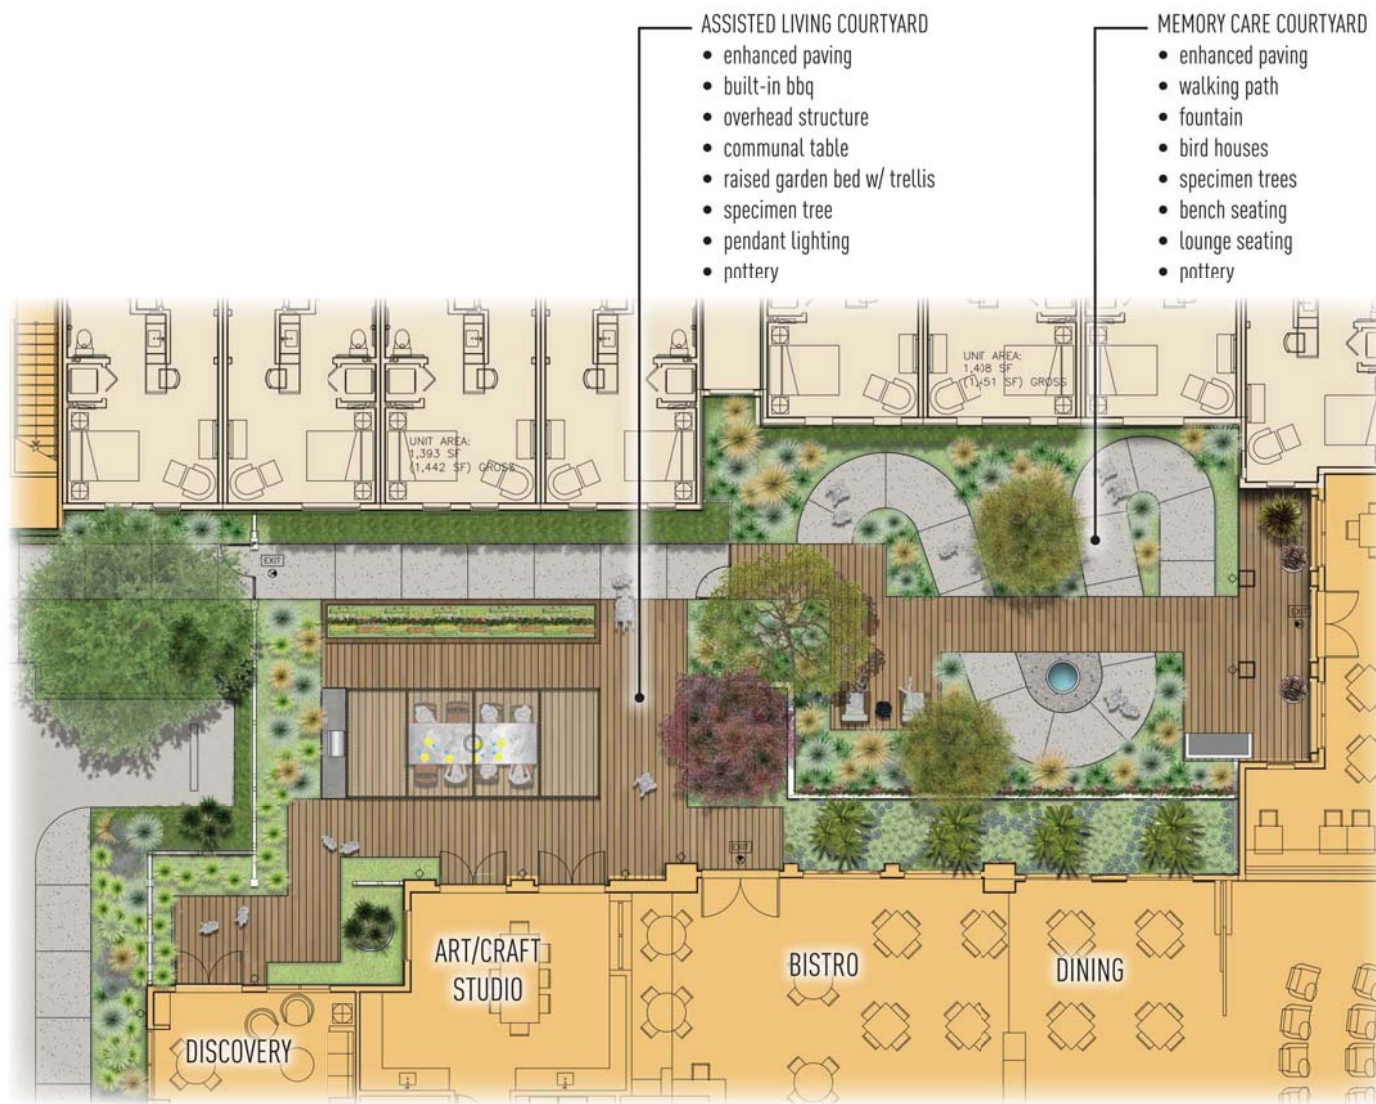 ASSISTED LIVING COURTYARD
• enhanced paving
• built-in bbq
• overhead structure
• communal table
• raised garden bed w/ trellis
• specimen tree
• pendant lighting
• pottery
MEMORY CARE COURTYARD
• enhanced paving
• walking path
• fountain
• bird houses
• specimen trees
• bench seating
• lounge seating
• pottery
UNIT AREA:
1,408 SF
(1,451 SF) GROSS
UNIT AREA:
1,393 SF
(1,442 SF) GROSS
EXIT
EXIT
EXIT
ART/CRAFT
STUDIO
BISTRO
DINING
DISCOVERY